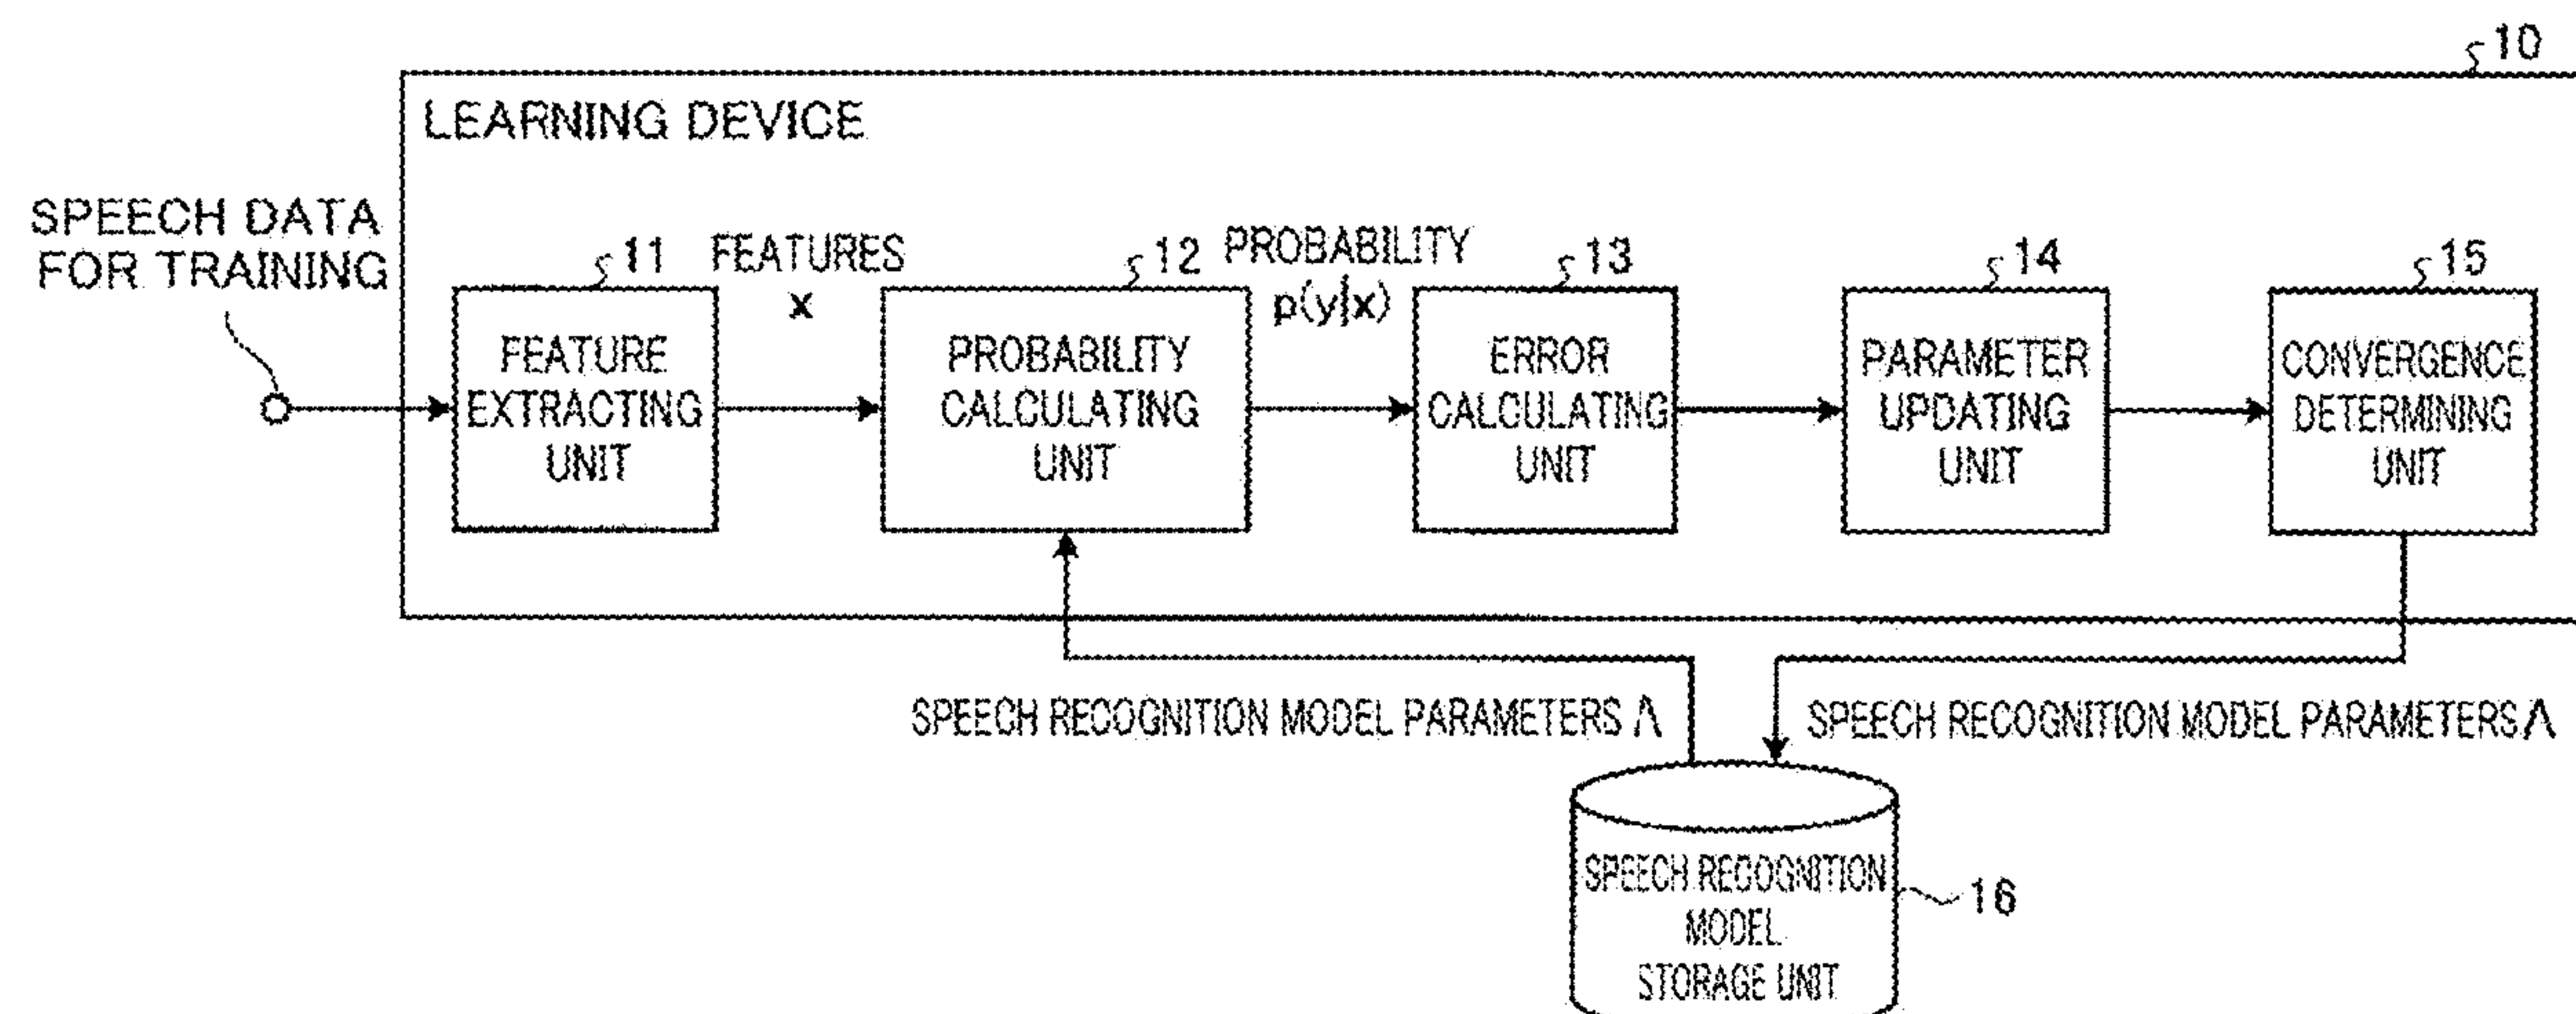 10
LEARNING DEVICE
SPEECH DATA
FOR TRAINING
11
FEATURES
x
12
PROBABILITY
p(y|x)
13
14
15
FEATURE
EXTRACTING
UNIT
PROBABILITY
CALCULATING
UNIT
ERROR
CALCULATING
UNIT
PARAMETER
UPDATING
UNIT
CONVERGENCE
DETERMINING
UNIT
SPEECH RECOGNITION MODEL PARAMETERS Λ
SPEECH RECOGNITION MODEL PARAMETERS Λ
SPEECH RECOGNITION
MODEL
STORAGE UNIT
16